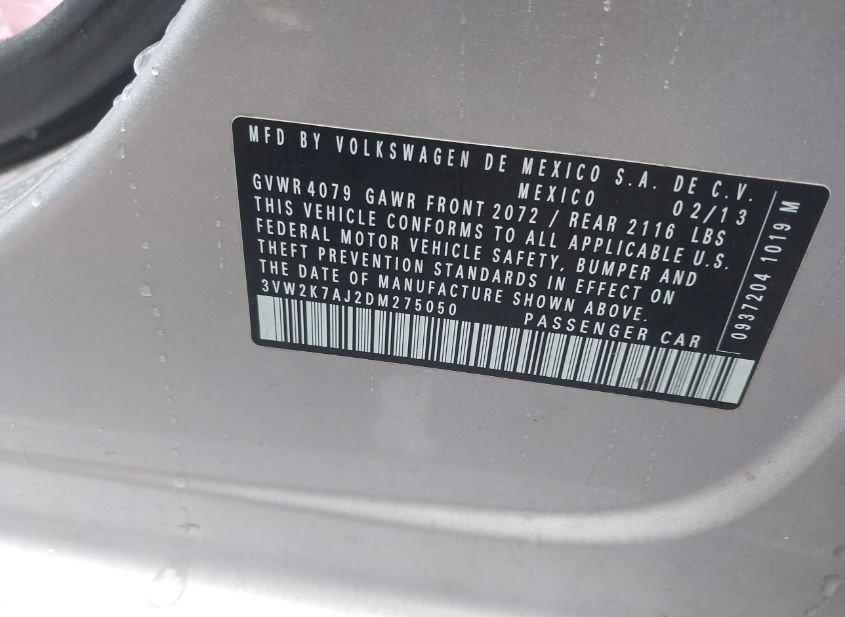 MFD BY VOLKSWAGEN DE MEXICO S.A. DE C.V.
MEXICO 02/13
GVWR 4079 GAWR FRONT 2072 / REAR 2116 LBS
THIS VEHICLE CONFORMS TO ALL APPLICABLE U.S.
FEDERAL MOTOR VEHICLE SAFETY, BUMPER AND
THEFT PREVENTION STANDARDS IN EFFECT ON
THE DATE OF MANUFACTURE SHOWN ABOVE.
3VW2K7AJ2DM275050 PASSENGER CAR
0937204 1019 M